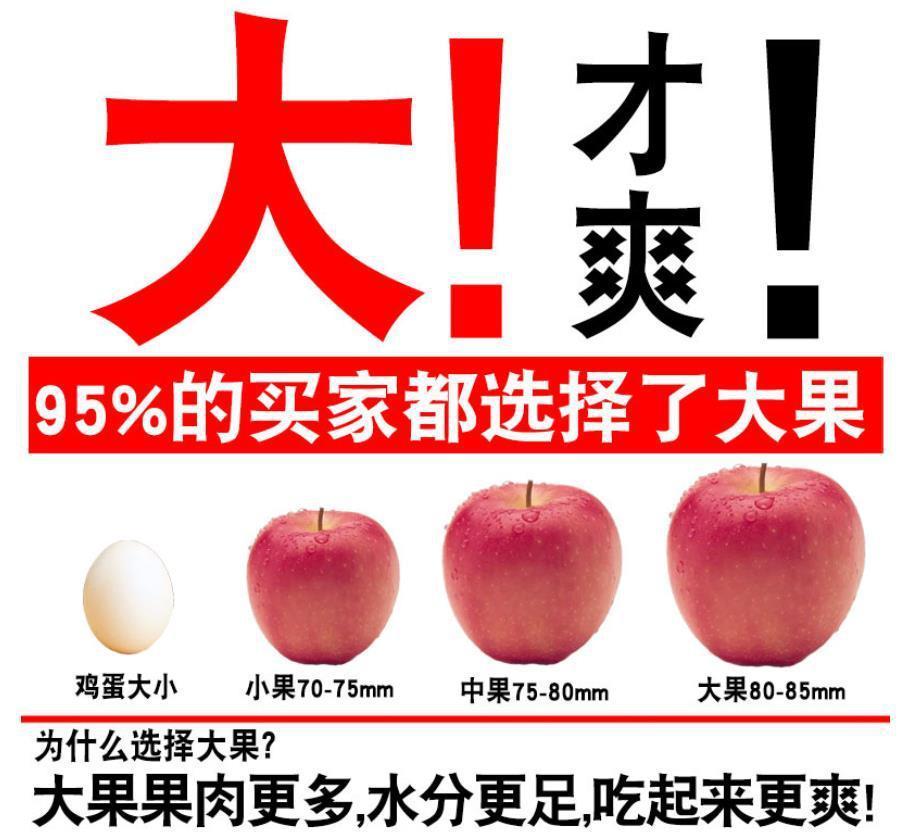 大!才爽!
95%的买家都选择了大果
鸡蛋大小
小果70-75mm
中果75-80mm
大果80-85mm
为什么选择大果?
大果果肉更多,水分更足,吃起来更爽!